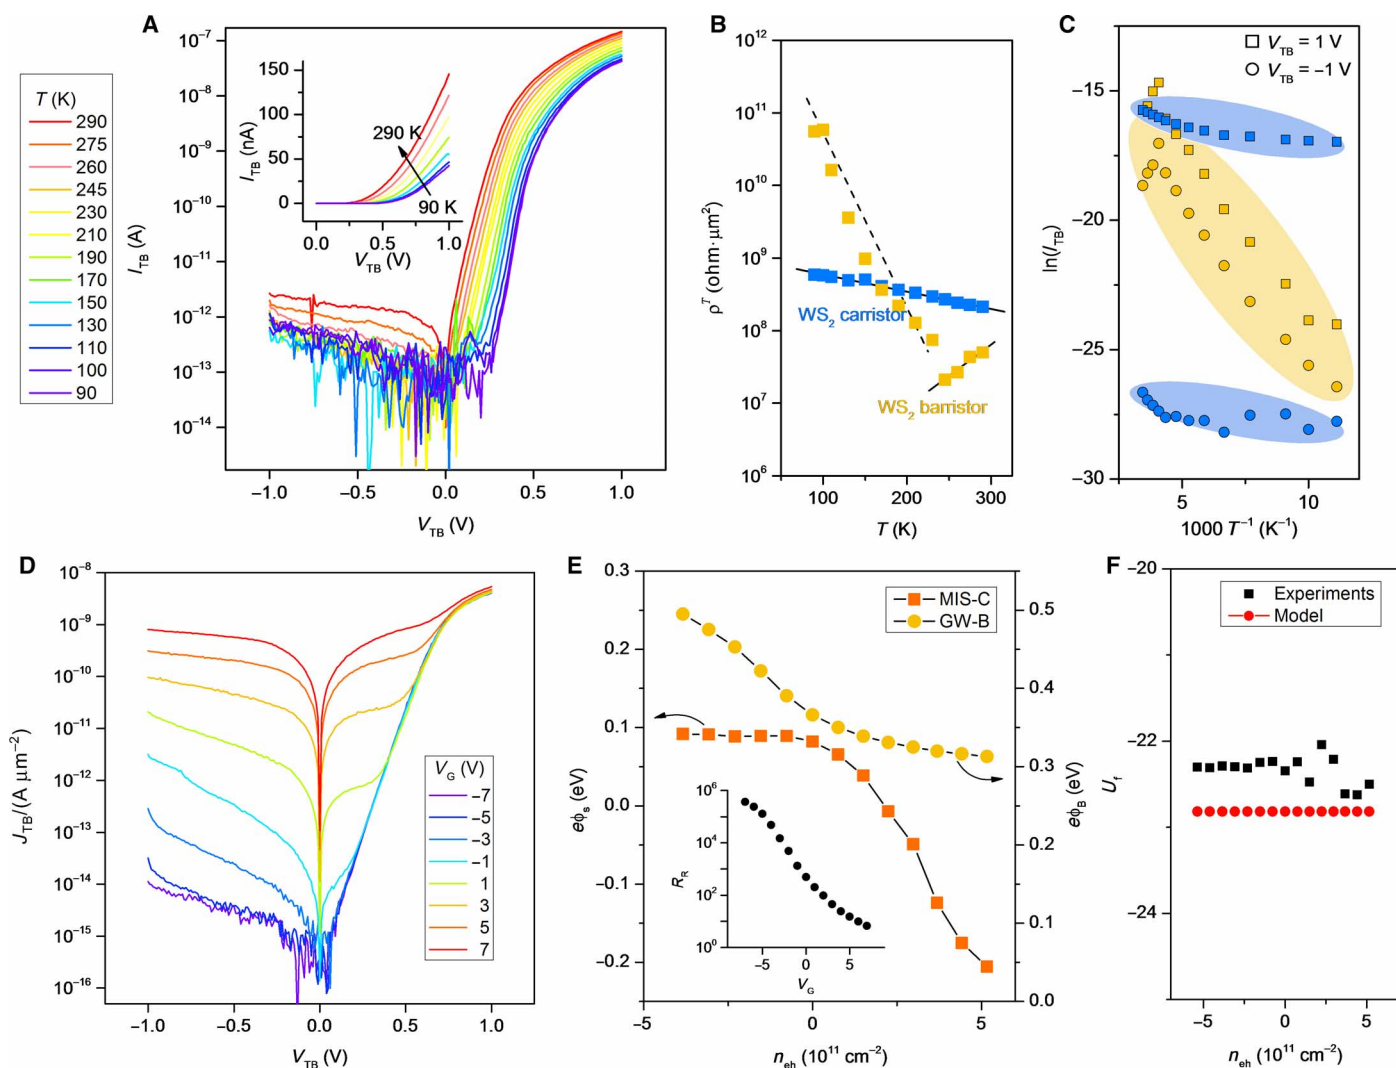 A
T (K)
290
275
260
245
230
210
190
170
150
130
110
100
90
10⁻⁷
10⁻⁸
10⁻⁹
10⁻¹⁰
10⁻¹¹
10⁻¹²
10⁻¹³
10⁻¹⁴
I_TB (A)
−1.0
−0.5
0.0
0.5
1.0
V_TB (V)
150
100
50
0
I_TB (nA)
290 K
90 K
0.0
0.5
1.0
V_TB (V)
B
10¹²
10¹¹
10¹⁰
10⁹
10⁸
10⁷
10⁶
ρᵀ (ohm·μm²)
WS₂ carristor
WS₂ barristor
100
200
300
T (K)
C
V_TB = 1 V
V_TB = −1 V
−15
−20
−25
−30
ln(I_TB)
5
10
1000 T⁻¹ (K⁻¹)
D
10⁻⁸
10⁻⁹
10⁻¹⁰
10⁻¹¹
10⁻¹²
10⁻¹³
10⁻¹⁴
10⁻¹⁵
10⁻¹⁶
J_TB/(A μm⁻²)
V_G (V)
−7
−5
−3
−1
1
3
5
7
−1.0
−0.5
0.0
0.5
1.0
V_TB (V)
E
MIS-C
GW-B
0.3
0.2
0.1
0.0
−0.1
−0.2
eϕ_s (eV)
0.5
0.4
0.3
0.2
0.1
0.0
eϕ_B (eV)
10⁶
10⁴
10²
10⁰
R_R
−5
0
5
V_G
−5
0
5
n_eh (10¹¹ cm⁻²)
F
Experiments
Model
−20
−22
−24
U_f
−5
0
5
n_eh (10¹¹ cm⁻²)